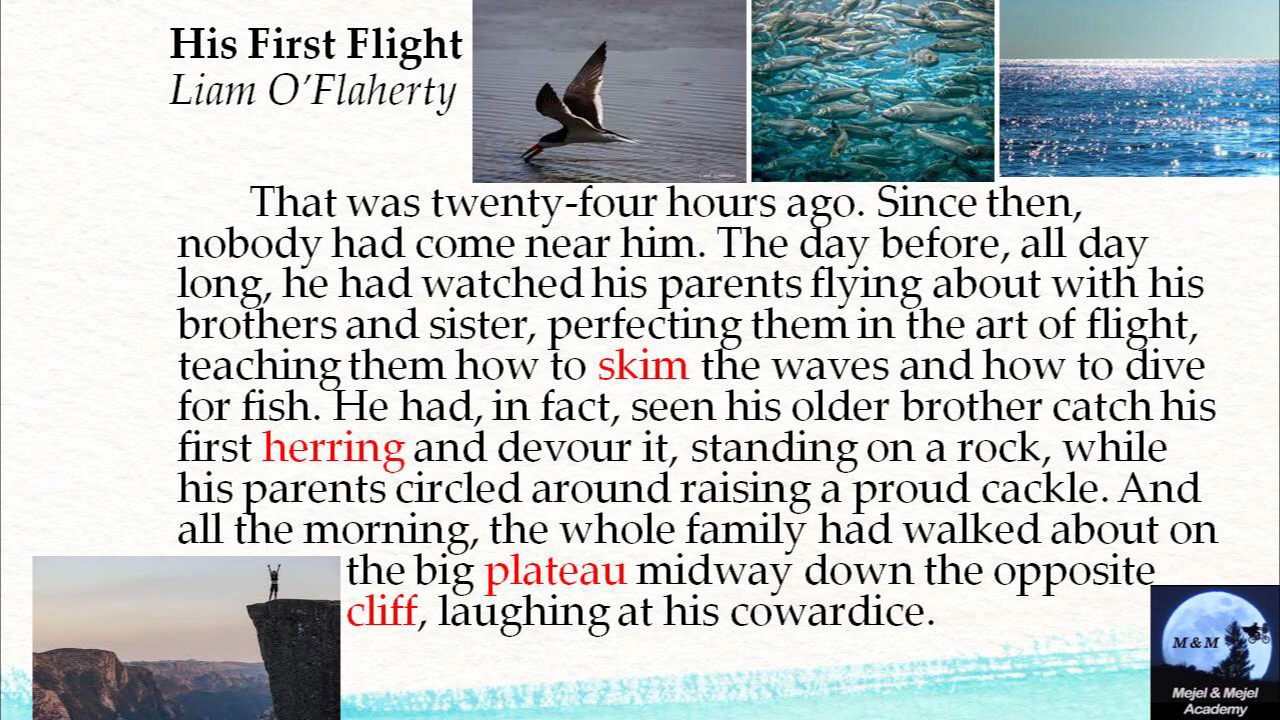 His First Flight
Liam O'Flaherty
That was twenty-four hours ago. Since then,
nobody had come near him. The day before, all day
long, he had watched his parents flying about with his
brothers and sister, perfecting them in the art of flight,
teaching them how to skim the waves and how to dive
for fish. He had, in fact, seen his older brother catch his
first herring and devour it, standing on a rock, while
his parents circled around raising a proud cackle. And
all the morning, the whole family had walked about on
the big plateau midway down the opposite
cliff, laughing at his cowardice.
M & M
Mejel & Mejel
Academy